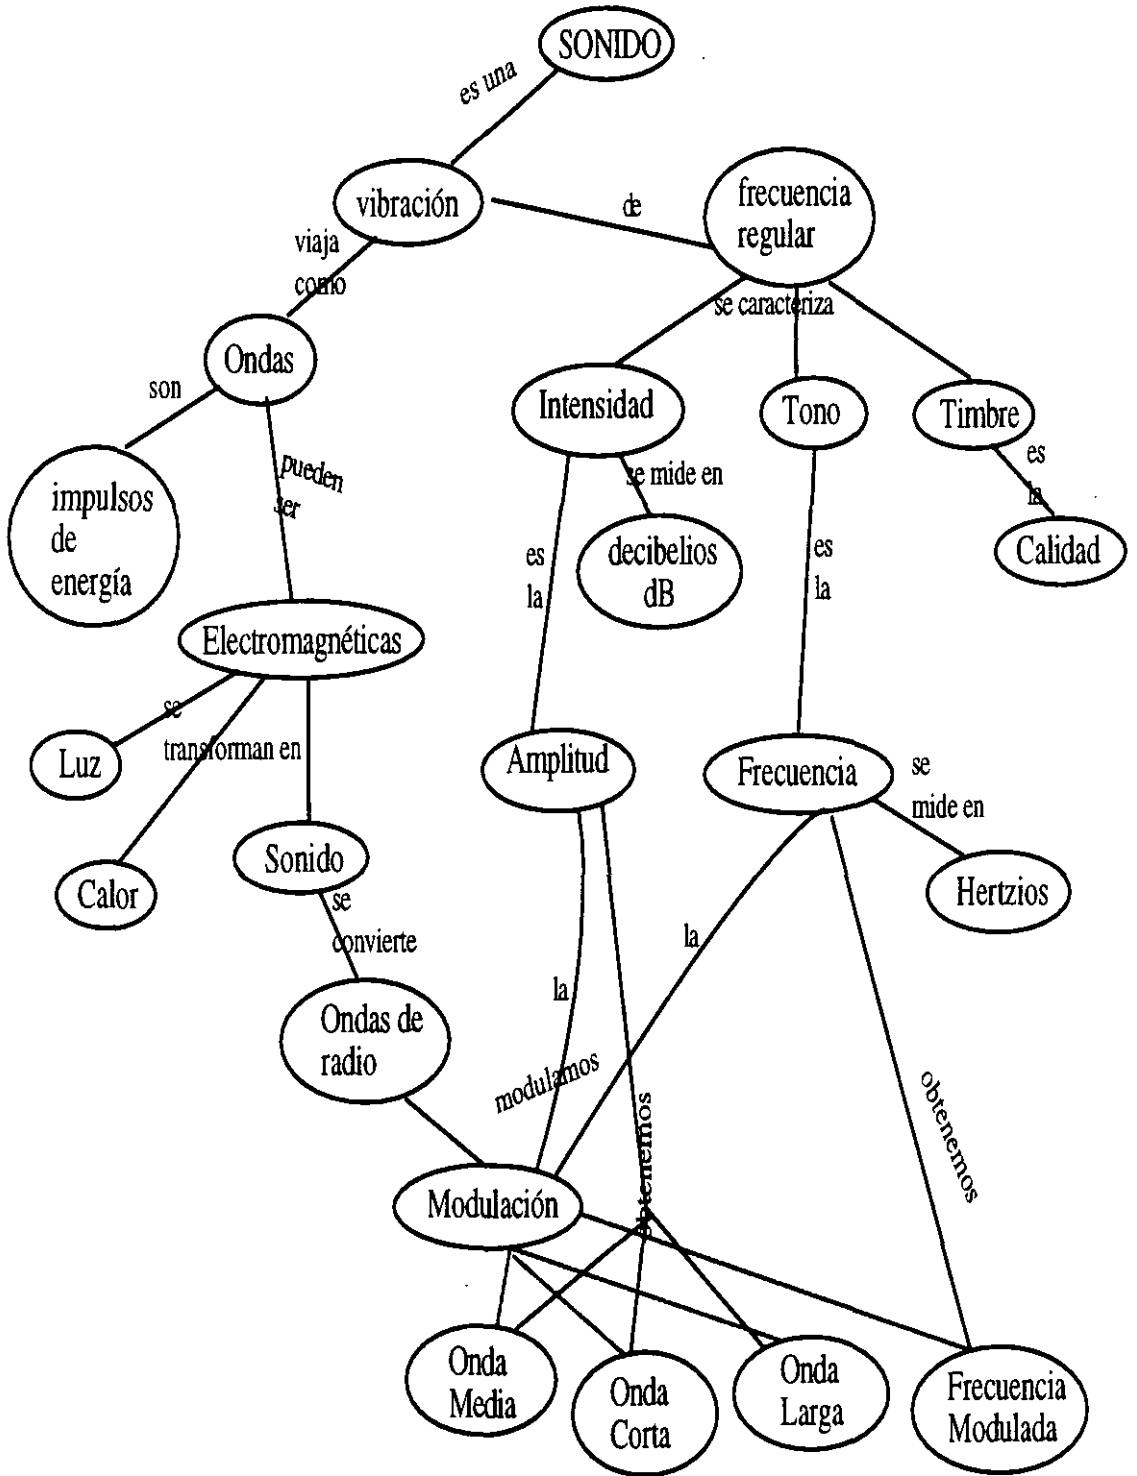 SONIDO
es una
vibración
de
frecuencia
regular
viaja
como
se caracteriza
Ondas
son
pueden
ser
impulsos
de
energía
Intensidad
Tono
Timbre
es
la
Calidad
se mide en
decibelios
dB
es
la
es
la
Electromagnéticas
se
transforman en
Luz
Calor
Sonido
Amplitud
Frecuencia
se
mide en
Hertzios
se
convierte
Ondas de
radio
la
la
modulamos
obtenemos
obtenemos
Modulación
Onda
Media
Onda
Corta
Onda
Larga
Frecuencia
Modulada